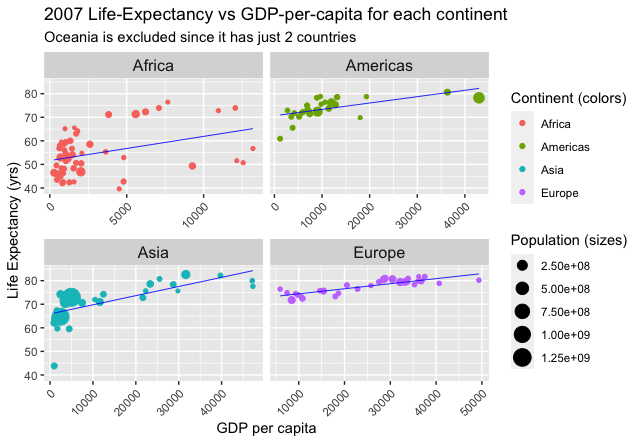 2007 Life-Expectancy vs GDP-per-capita for each continent
Oceania is excluded since it has just 2 countries
Africa
Americas
80
70
60
50
40
0
5000
10000
0
10000
20000
30000
40000
Asia
Europe
80
70
60
50
40
0
10000
20000
30000
40000
10000
20000
30000
40000
50000
Life Expectancy (yrs)
GDP per capita
Continent (colors)
Africa
Americas
Asia
Europe
Population (sizes)
2.50e+08
5.00e+08
7.50e+08
1.00e+09
1.25e+09